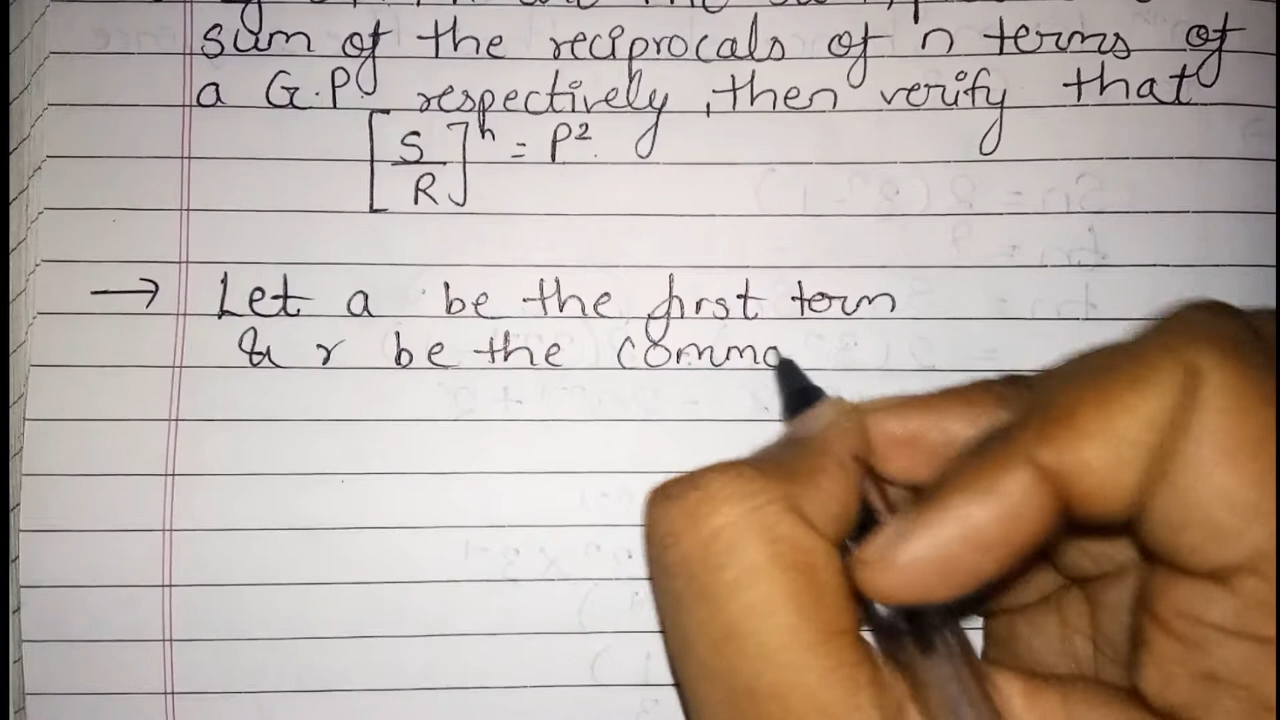 sum of the reciprocals of n terms of
a G.P. respectively, then verify that
[S/R]^n = P².
→ Let a be the first term
& r be the commo